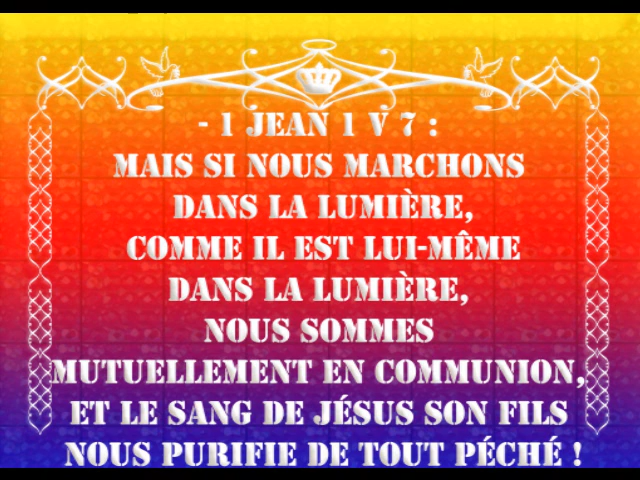 - 1 JEAN 1 V 7 :
MAIS SI NOUS MARCHONS
DANS LA LUMIÈRE,
COMME IL EST LUI-MÊME
DANS LA LUMIÈRE,
NOUS SOMMES
MUTUELLEMENT EN COMMUNION,
ET LE SANG DE JÉSUS SON FILS
NOUS PURIFIE DE TOUT PÉCHÉ !